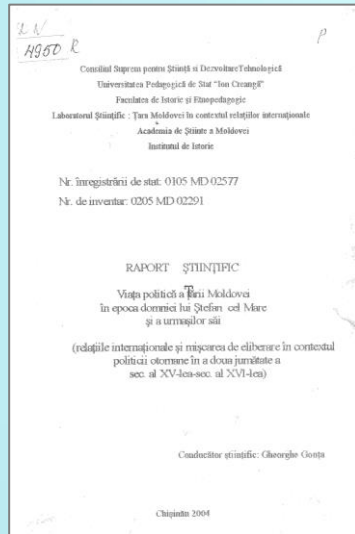 LN
4950 R
P
Consiliul Suprem pentru Ştiinţă si DezvoltareTehnologică
Universitatea Pedagogică de Stat "Ion Creangă"
Facultatea de Istorie şi Etnopedagogie
Laboratorul Ştiinţific : Ţara Moldovei în contextul relaţiilor internaţionale
Academia de Ştiinte a Moldovei
Institutul de Istorie
Nr. înregistrării de stat: 0105 MD 02577
Nr. de inventar: 0205 MD 02291
RAPORT ŞTIINŢIFIC
Viaţa politică a Ţării Moldovei
în epoca domniei lui Ştefan cel Mare
şi a urmaşilor săi
(relaţiile internaţionale şi mişcarea de eliberare în contextul
politicii otomane în a doua jumătate a
sec. al XV-lea-sec. al XVI-lea)
Conducător ştiinţific: Gheorghe Gonţa
Chişinău 2004